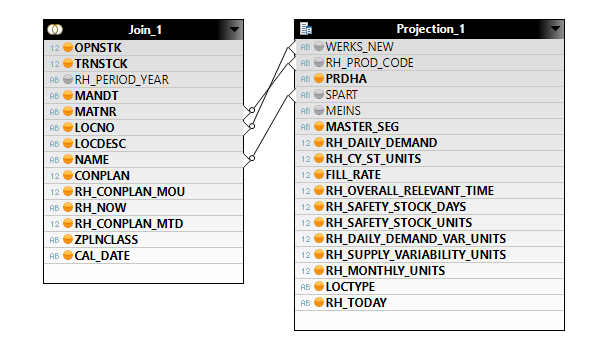 Join_1
12 OPNSTK
12 TRNSTCK
AB RH_PERIOD_YEAR
AB MANDT
AB MATNR
AB LOCNO
AB LOCDESC
AB NAME
12 CONPLAN
12 RH_CONPLAN_MOU
AB RH_NOW
12 RH_CONPLAN_MTD
AB ZPLNCLASS
AB CAL_DATE
Projection_1
AB WERKS_NEW
AB RH_PROD_CODE
AB PRDHA
AB SPART
AB MEINS
AB MASTER_SEG
12 RH_DAILY_DEMAND
12 RH_CY_ST_UNITS
12 FILL_RATE
12 RH_OVERALL_RELEVANT_TIME
12 RH_SAFETY_STOCK_DAYS
12 RH_SAFETY_STOCK_UNITS
12 RH_DAILY_DEMAND_VAR_UNITS
12 RH_SUPPLY_VARIABILITY_UNITS
12 RH_MONTHLY_UNITS
AB LOCTYPE
AB RH_TODAY